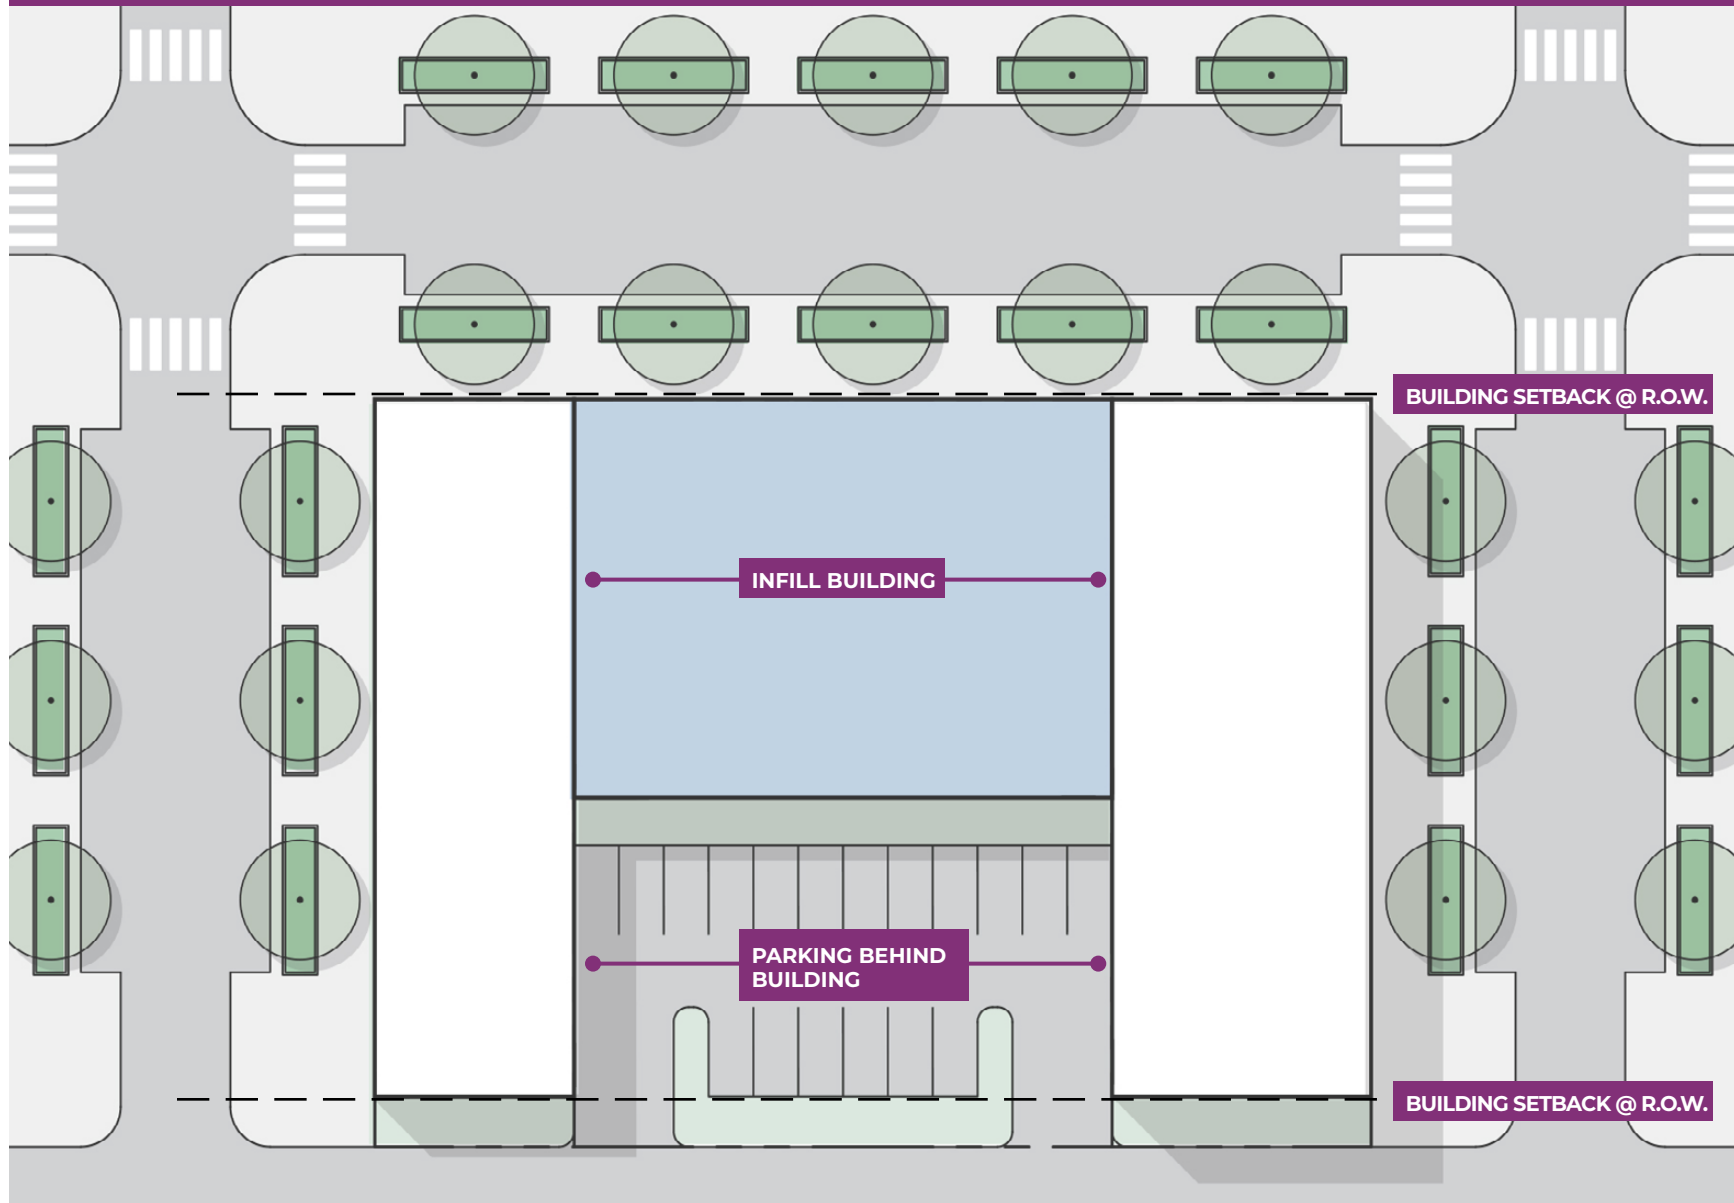 BUILDING SETBACK @ R.O.W.
INFILL BUILDING
PARKING BEHIND
BUILDING
BUILDING SETBACK @ R.O.W.